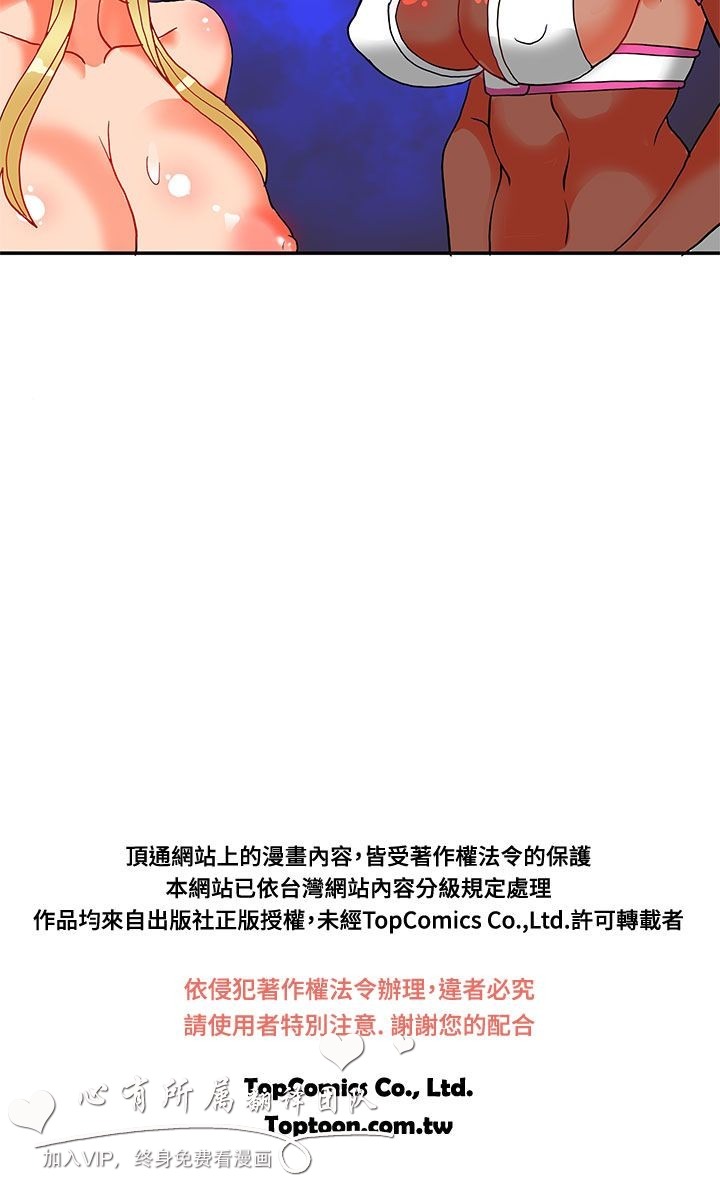 頂通網站上的漫畫內容，皆受著作權法令的保護
本網站已依台灣網站內容分級規定處理
作品均來自出版社正版授權，未經TopComics Co.,Ltd.許可轉載者
依侵犯著作權法令辦理，違者必究
請使用者特別注意. 謝謝您的配合
TopComics Co., Ltd.
心有所属翻译团队
Toptoon.com.tw
加入VIP，终身免费看漫画